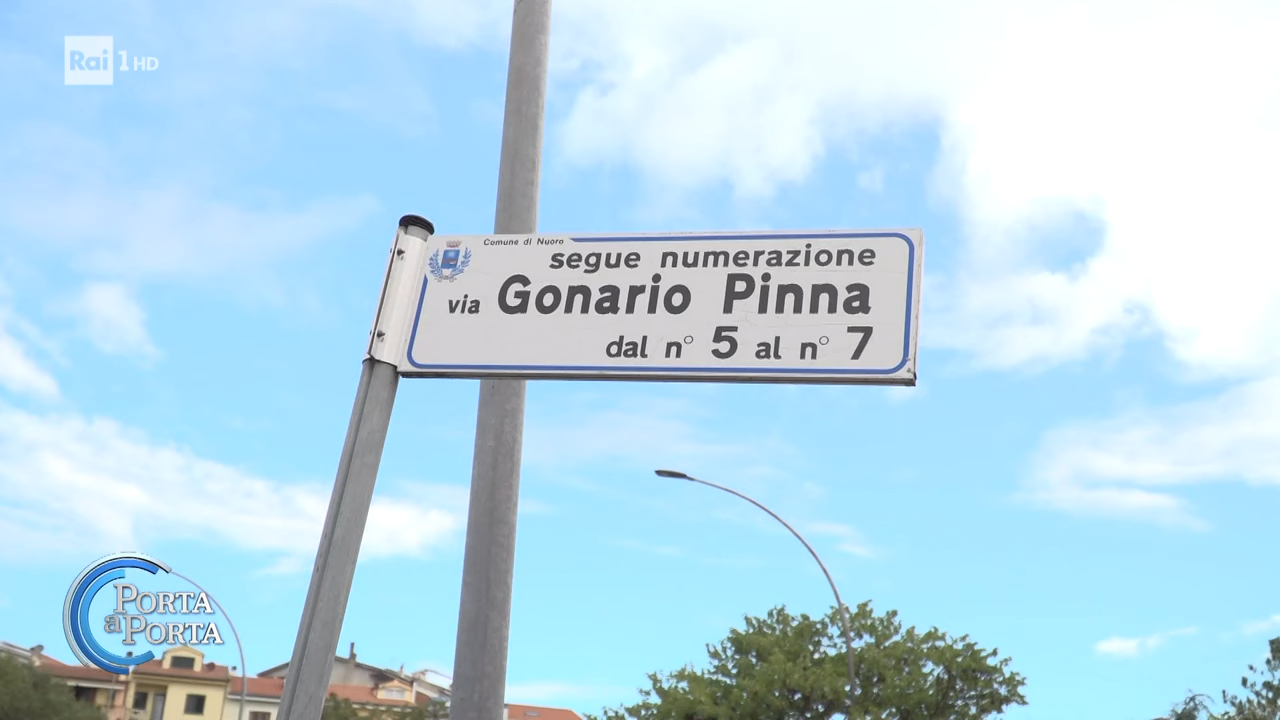 Rai 1 HD
Comune di Nuoro
segue numerazione
via Gonario Pinna
dal n° 5 al n° 7
PORTA
a PORTA